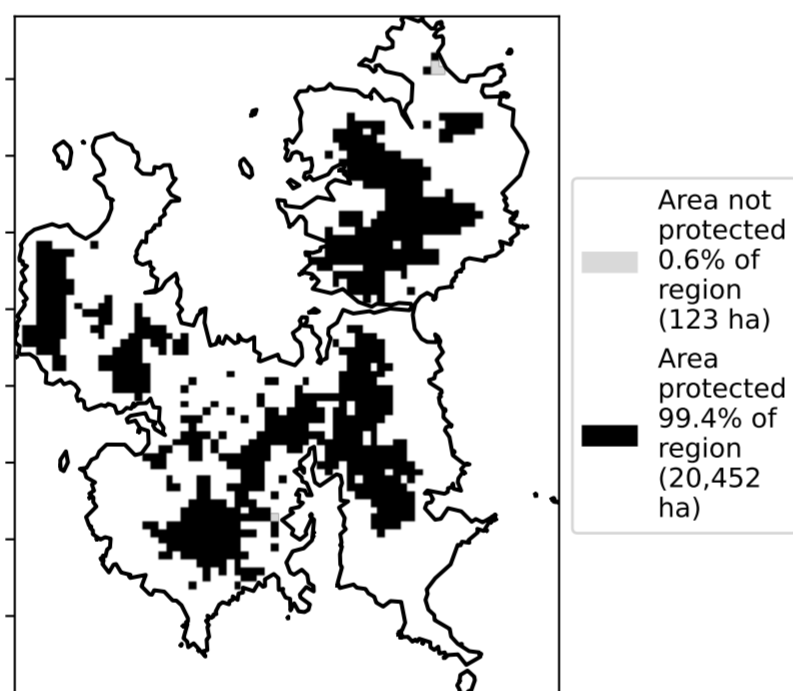 Area not
protected
0.6% of
region
(123 ha)
Area
protected
99.4% of
region
(20,452
ha)